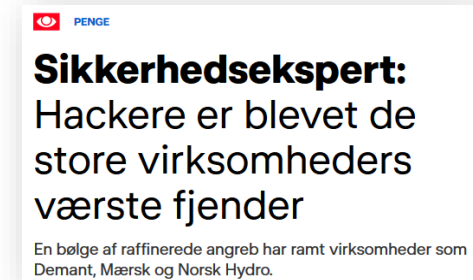 PENGE
Sikkerhedsekspert:
Hackere er blevet de
store virksomheders
værste fjender
En bølge af raffinerede angreb har ramt virksomheder som
Demant, Mærsk og Norsk Hydro.